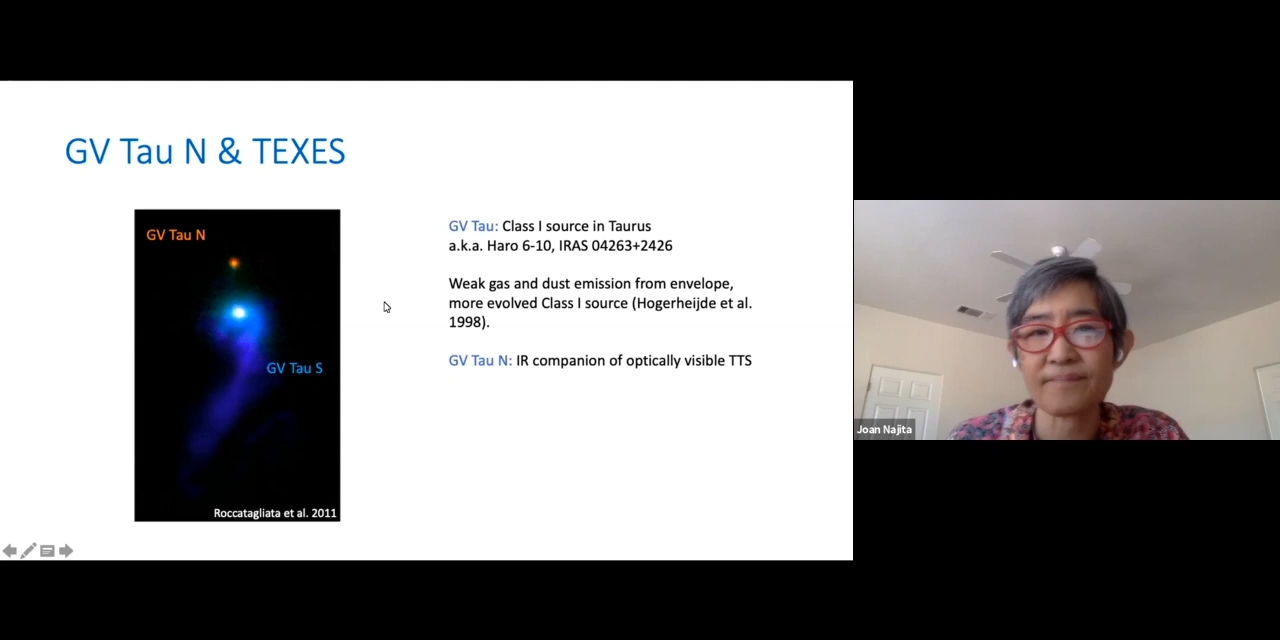 GV Tau N & TEXES
GV Tau N
GV Tau S
Roccatagliata et al. 2011
GV Tau: Class I source in Taurus
a.k.a. Haro 6-10, IRAS 04263+2426
Weak gas and dust emission from envelope,
more evolved Class I source (Hogerheijde et al.
1998).
GV Tau N: IR companion of optically visible TTS
Joan Najita